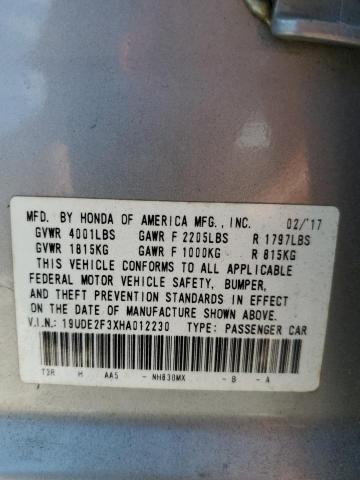 MFD. BY HONDA OF AMERICA MFG., INC. 02/'17
GVWR 4001LBS GAWR F 2205LBS R 1797LBS
GVWR 1815KG GAWR F 1000KG R 815KG
THIS VEHICLE CONFORMS TO ALL APPLICABLE
FEDERAL MOTOR VEHICLE SAFETY, BUMPER,
AND THEFT PREVENTION STANDARDS IN EFFECT
ON THE DATE OF MANUFACTURE SHOWN ABOVE.
V.I.N.: 19UDE2F3XHA012230 TYPE: PASSENGER CAR
T3R H AA5 - NH830MX - B - A